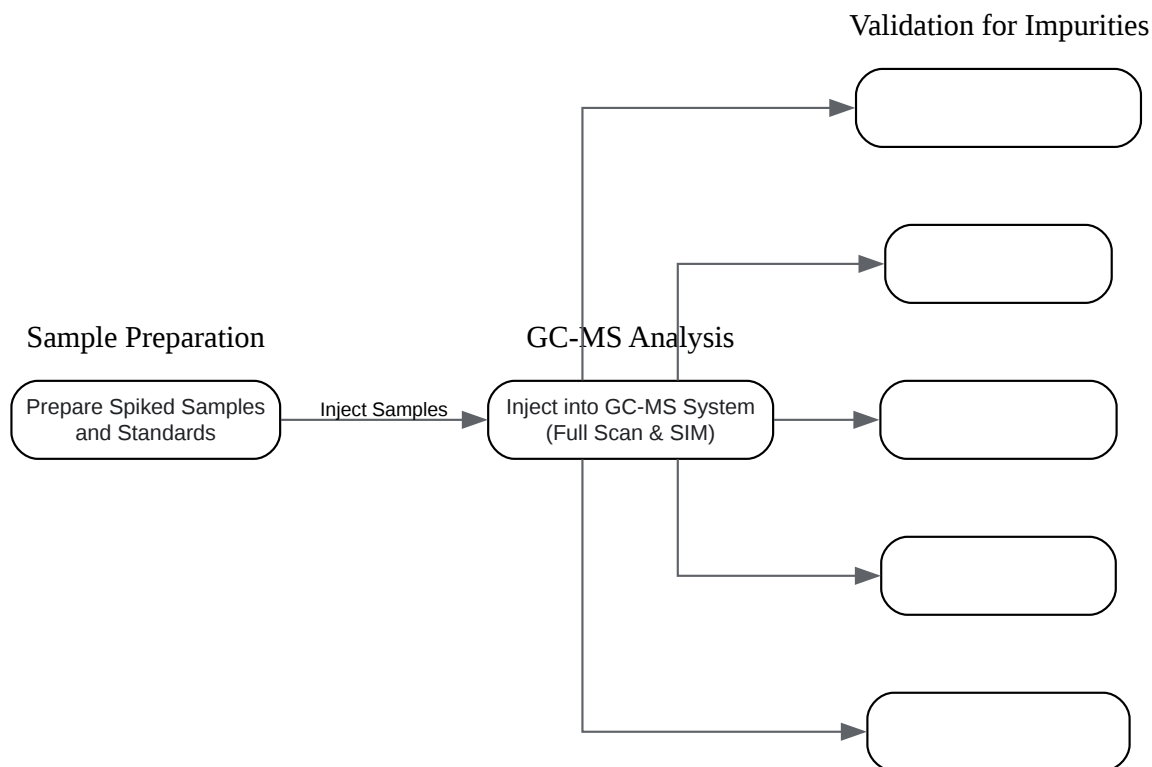 Validation for Impurities
Sample Preparation
GC-MS Analysis
Prepare Spiked Samples
and Standards
Inject Samples
Inject into GC-MS System
(Full Scan & SIM)